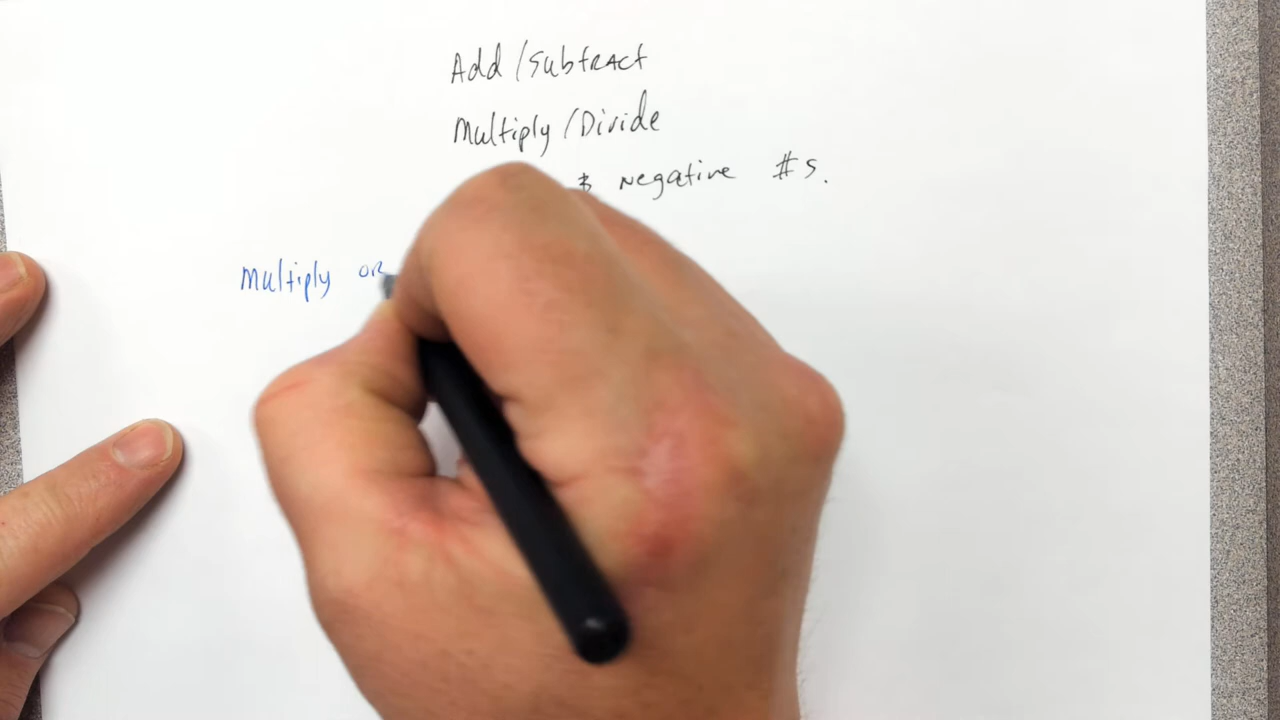 Add/Subtract
Multiply/Divide
& negative #s.
Multiply or